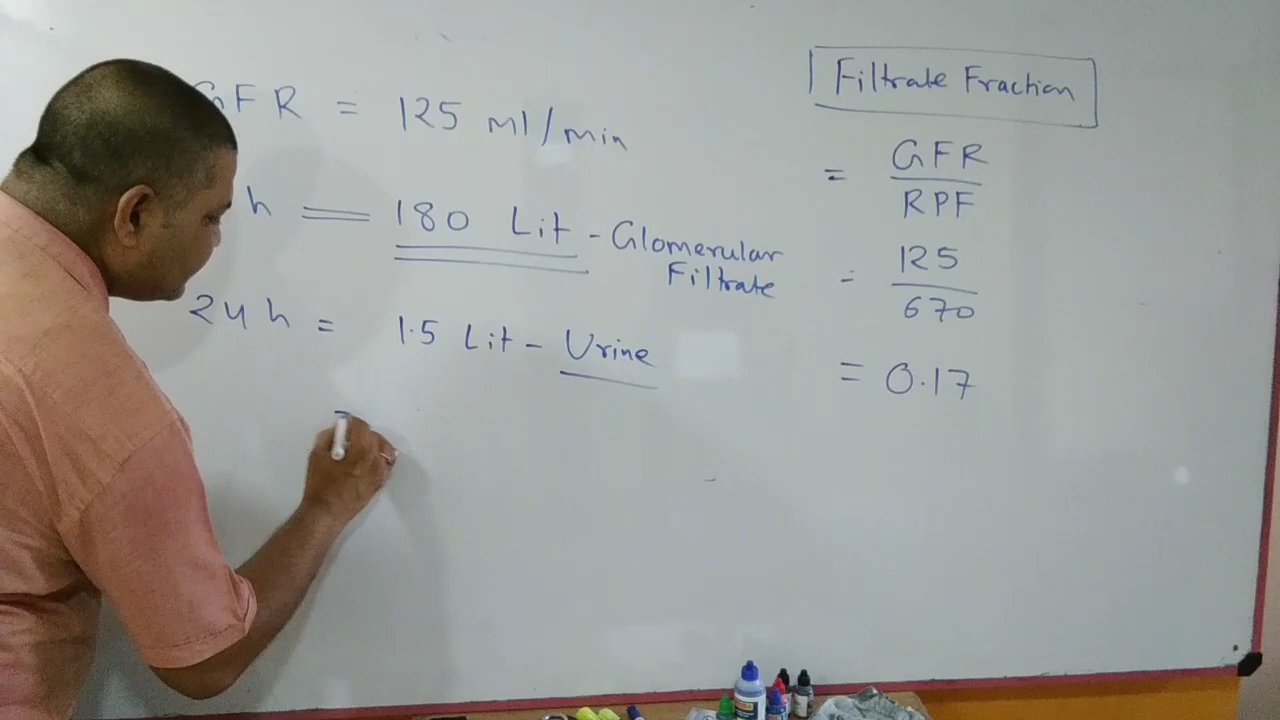 GFR = 125 ml/min
h = 180 Lit - Glomerular
Filtrate
24 h = 1.5 Lit - Urine
Filtrate Fraction
= GFR
RPF
= 125
670
= 0.17